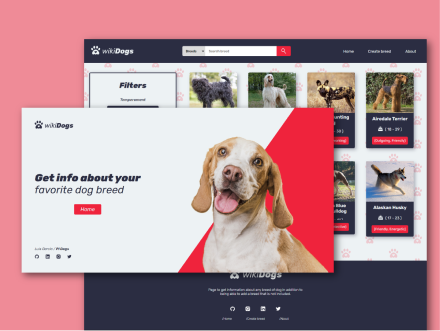 wikiDogs
Breeds
Search breed
Home
Create breed
About
Filters
Temperament
Airedale Terrier
( 18 - 29 )
(Outgoing, Friendly)
Alaskan Husky
( 17 - 23 )
(Friendly, Energetic)
wikiDogs
Get info about your
favorite dog breed
Home
wikiDogs
Page to get information about any breed of dog in addition to
being able to add a breed that is not included.
Home
Create breed
About